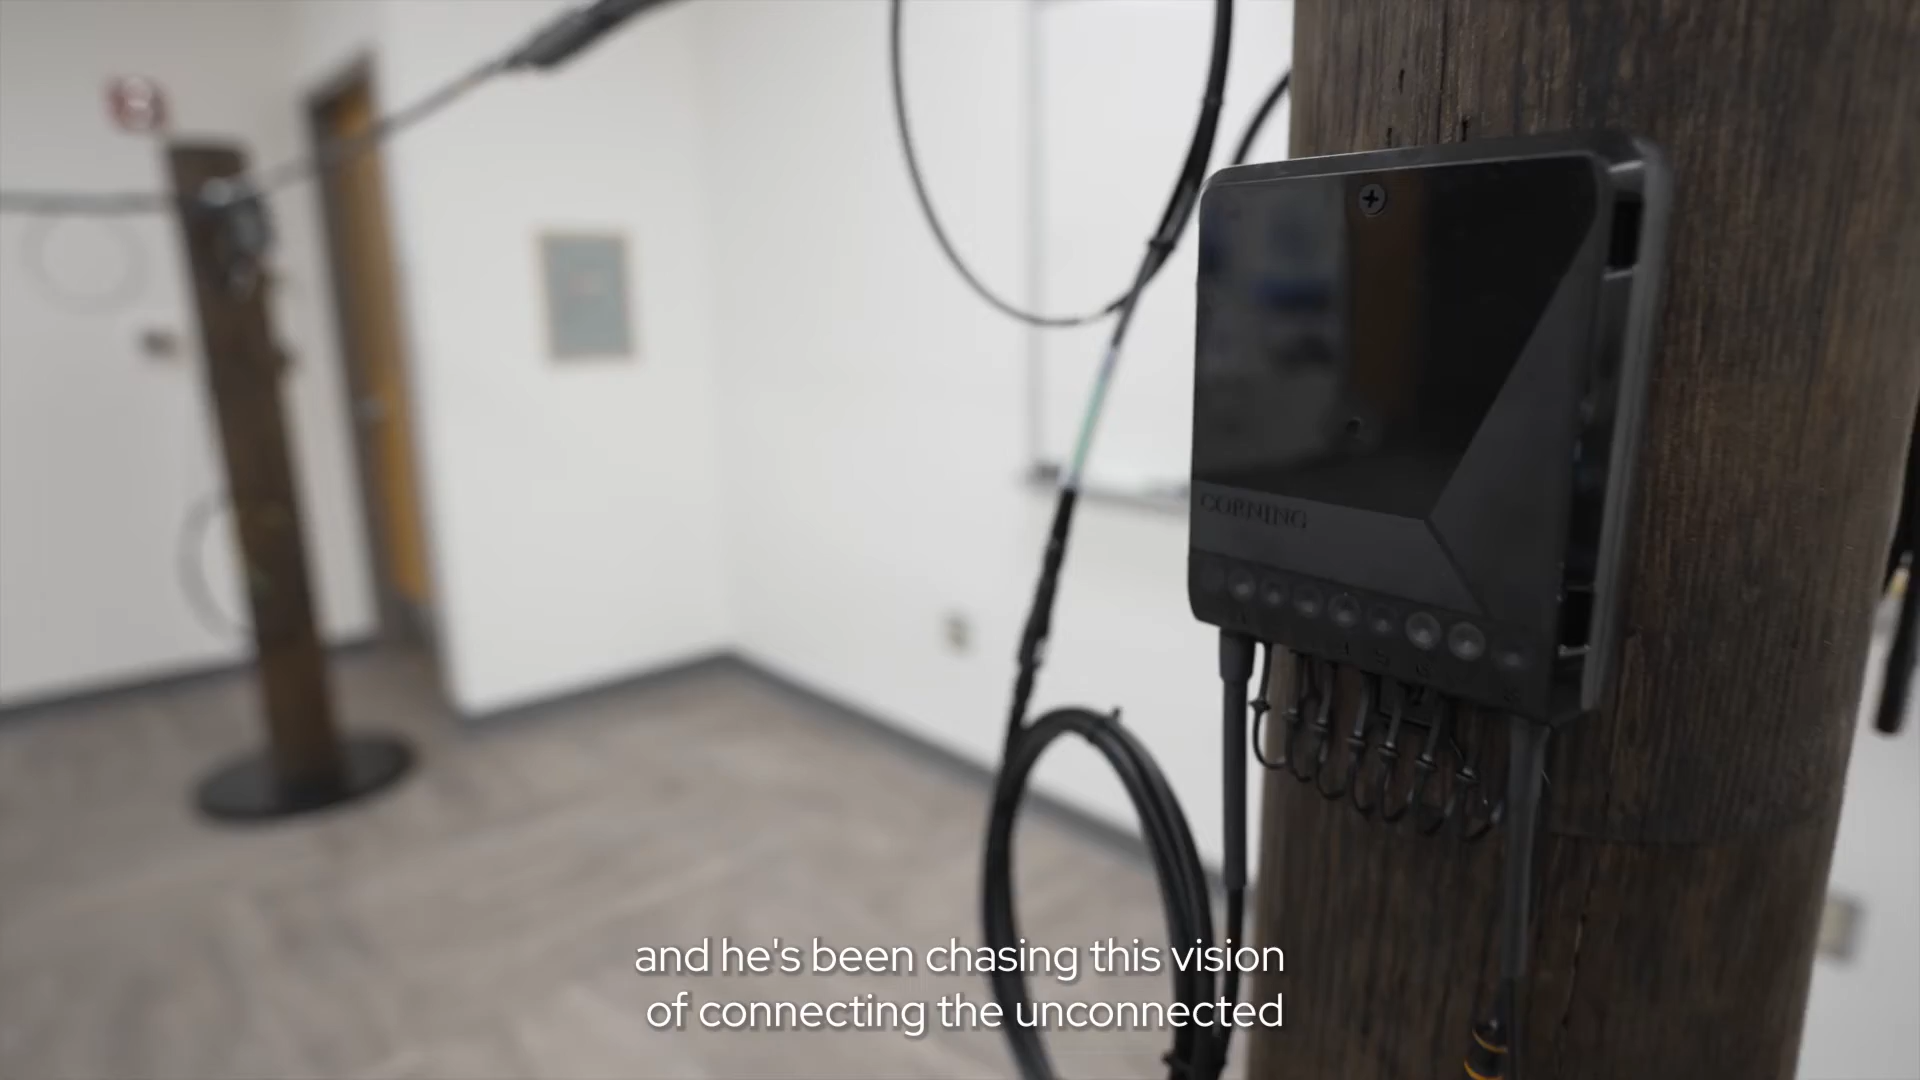 CORNING
and he's been chasing this vision
of connecting the unconnected